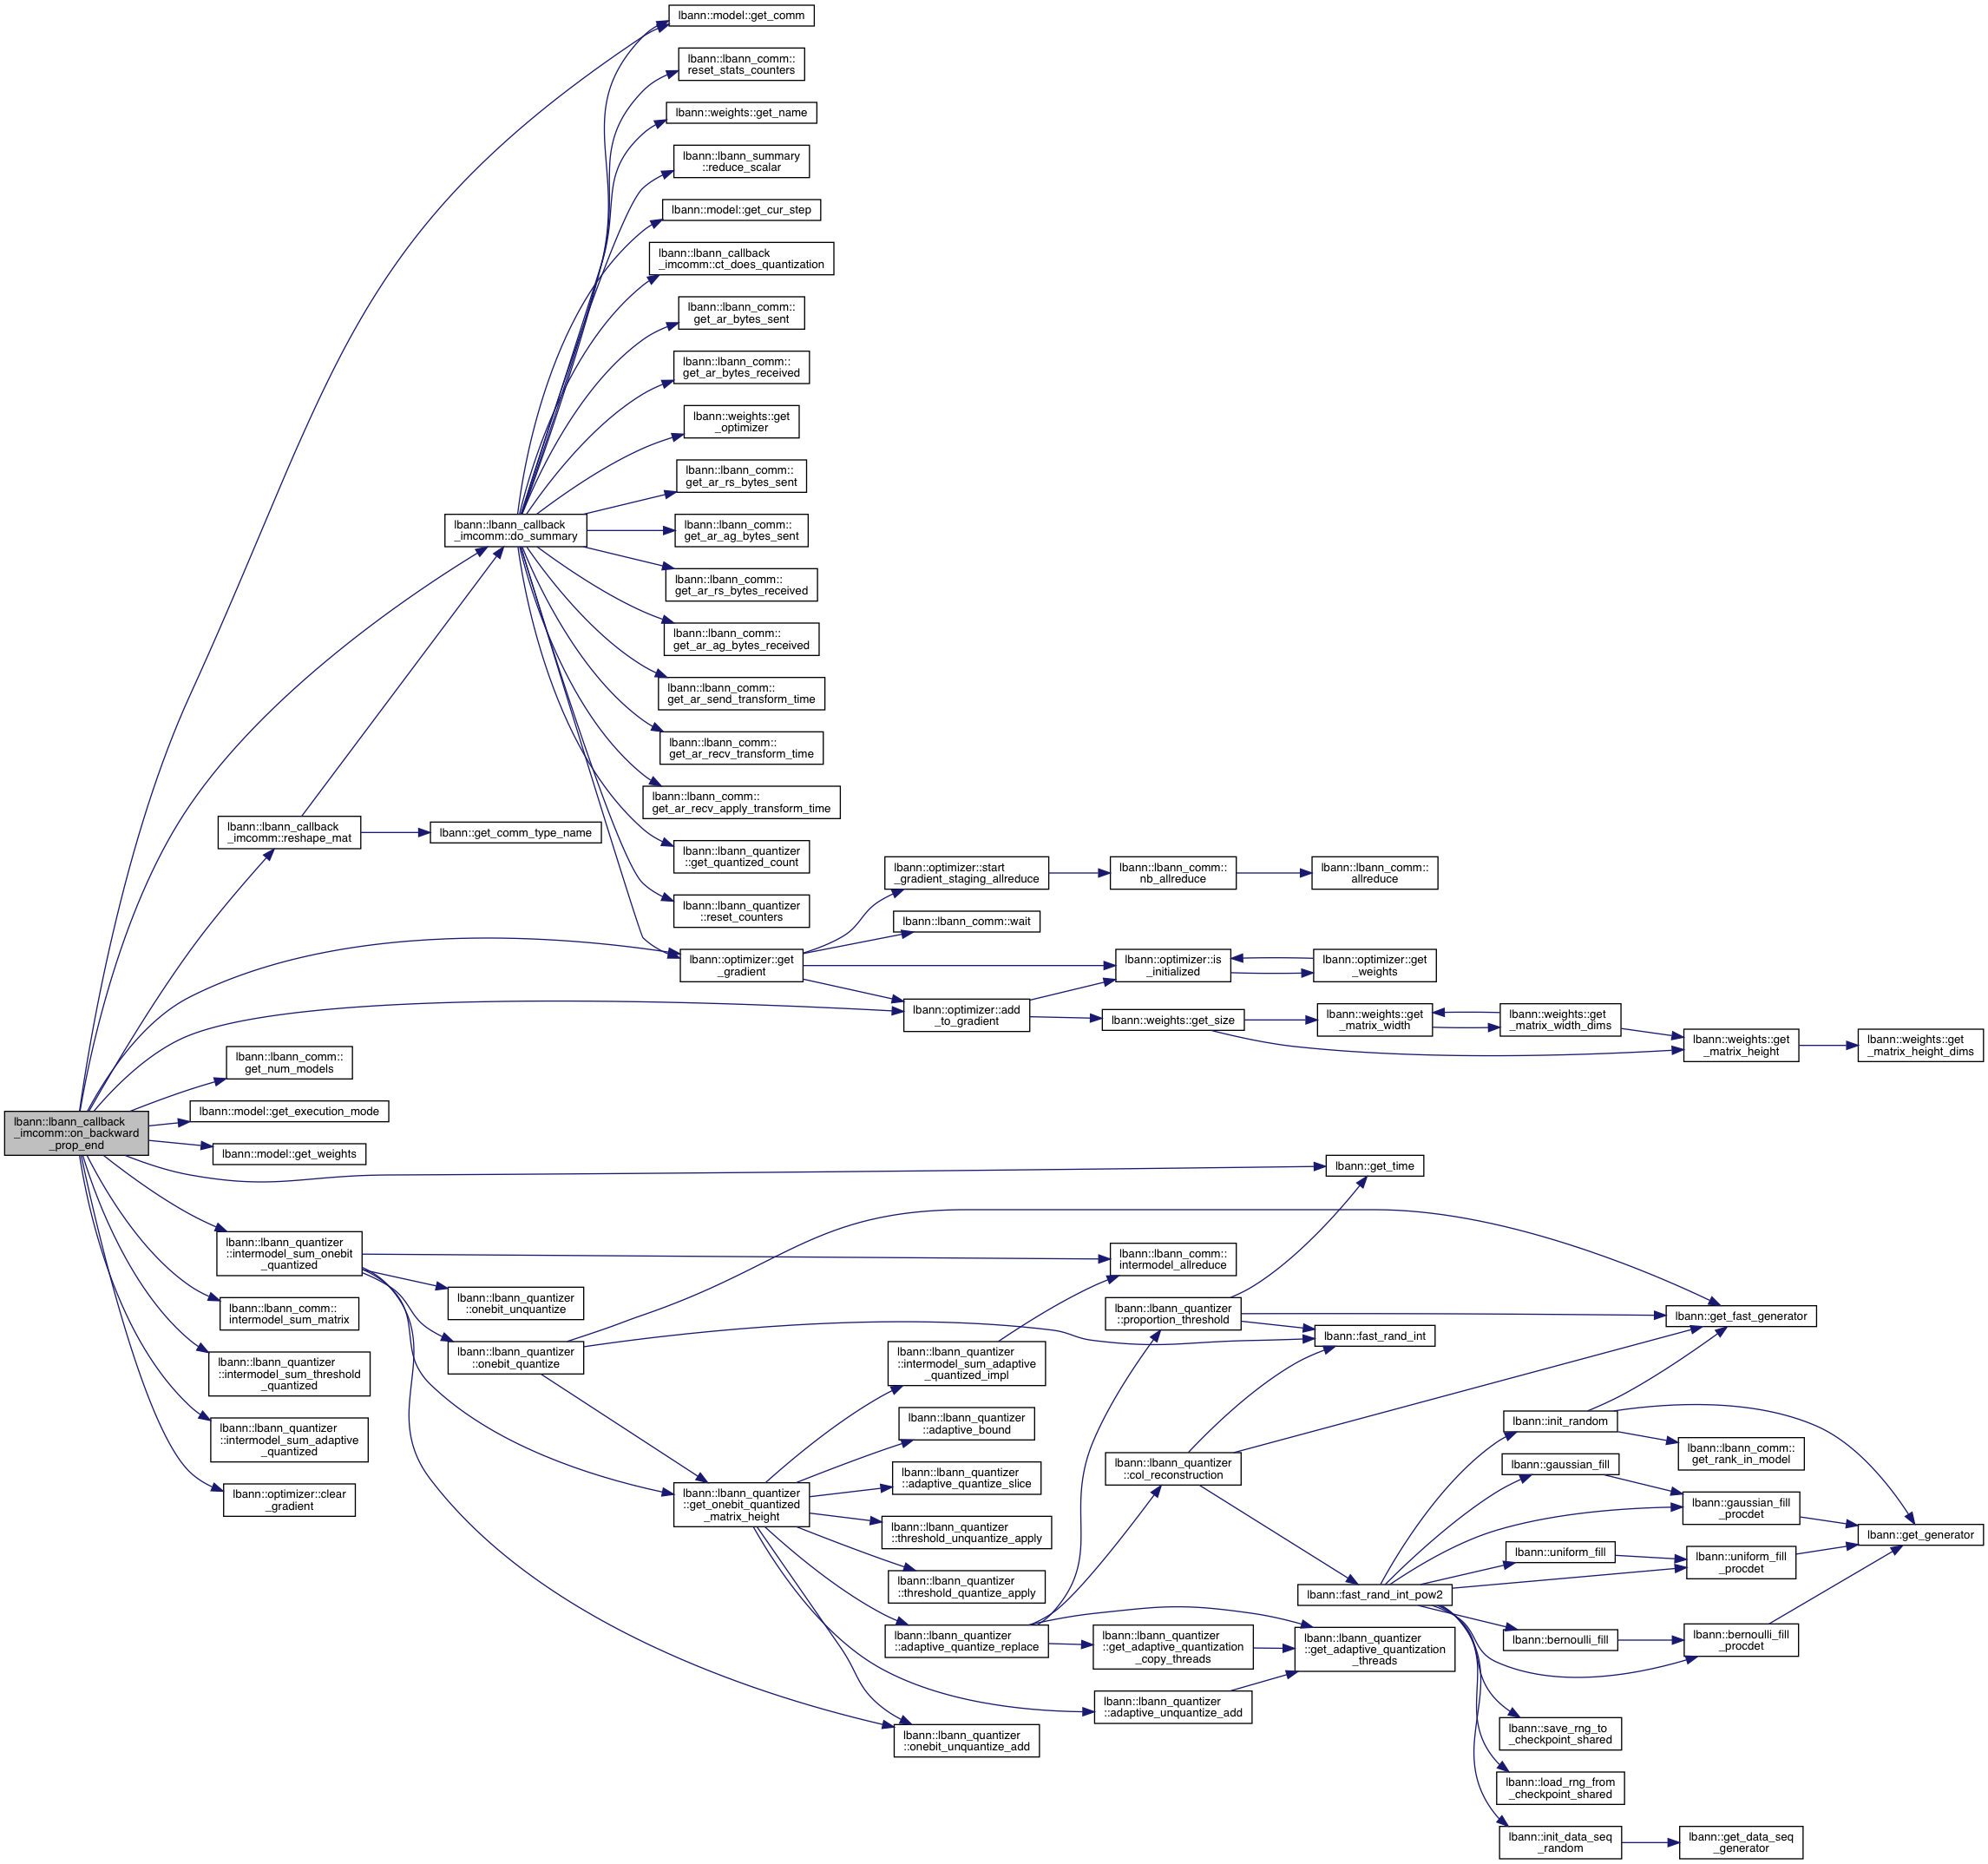 lbann::lbann_callback
_imcomm::on_backward
_prop_end
lbann::model::get_comm
lbann::lbann_comm::
reset_stats_counters
lbann::weights::get_name
lbann::lbann_summary
::reduce_scalar
lbann::model::get_cur_step
lbann::lbann_callback
_imcomm::ct_does_quantization
lbann::lbann_comm::
get_ar_bytes_sent
lbann::lbann_comm::
get_ar_bytes_received
lbann::weights::get
_optimizer
lbann::lbann_comm::
get_ar_rs_bytes_sent
lbann::lbann_callback
_imcomm::do_summary
lbann::lbann_comm::
get_ar_ag_bytes_sent
lbann::lbann_comm::
get_ar_rs_bytes_received
lbann::lbann_comm::
get_ar_ag_bytes_received
lbann::lbann_comm::
get_ar_send_transform_time
lbann::lbann_comm::
get_ar_recv_transform_time
lbann::lbann_comm::
get_ar_recv_apply_transform_time
lbann::lbann_callback
_imcomm::reshape_mat
lbann::get_comm_type_name
lbann::lbann_quantizer
::get_quantized_count
lbann::lbann_quantizer
::reset_counters
lbann::optimizer::start
_gradient_staging_allreduce
lbann::lbann_comm::
nb_allreduce
lbann::lbann_comm::
allreduce
lbann::lbann_comm::wait
lbann::optimizer::get
_gradient
lbann::optimizer::is
_initialized
lbann::optimizer::get
_weights
lbann::optimizer::add
_to_gradient
lbann::weights::get_size
lbann::weights::get
_matrix_width
lbann::weights::get
_matrix_width_dims
lbann::weights::get
_matrix_height
lbann::weights::get
_matrix_height_dims
lbann::lbann_comm::
get_num_models
lbann::model::get_execution_mode
lbann::model::get_weights
lbann::get_time
lbann::lbann_quantizer
::intermodel_sum_onebit
_quantized
lbann::lbann_comm::
intermodel_allreduce
lbann::lbann_quantizer
::onebit_unquantize
lbann::lbann_comm::
intermodel_sum_matrix
lbann::lbann_quantizer
::proportion_threshold
lbann::get_fast_generator
lbann::fast_rand_int
lbann::lbann_quantizer
::onebit_quantize
lbann::lbann_quantizer
::intermodel_sum_adaptive
_quantized_impl
lbann::lbann_quantizer
::intermodel_sum_threshold
_quantized
lbann::lbann_quantizer
::intermodel_sum_adaptive
_quantized
lbann::lbann_quantizer
::adaptive_bound
lbann::init_random
lbann::lbann_comm::
get_rank_in_model
lbann::lbann_quantizer
::col_reconstruction
lbann::gaussian_fill
lbann::lbann_quantizer
::adaptive_quantize_slice
lbann::optimizer::clear
_gradient
lbann::lbann_quantizer
::get_onebit_quantized
_matrix_height
lbann::gaussian_fill
_procdet
lbann::get_generator
lbann::lbann_quantizer
::threshold_unquantize_apply
lbann::uniform_fill
lbann::uniform_fill
_procdet
lbann::lbann_quantizer
::threshold_quantize_apply
lbann::fast_rand_int_pow2
lbann::lbann_quantizer
::adaptive_quantize_replace
lbann::lbann_quantizer
::get_adaptive_quantization
_copy_threads
lbann::lbann_quantizer
::get_adaptive_quantization
_threads
lbann::bernoulli_fill
lbann::bernoulli_fill
_procdet
lbann::lbann_quantizer
::adaptive_unquantize_add
lbann::lbann_quantizer
::onebit_unquantize_add
lbann::save_rng_to
_checkpoint_shared
lbann::load_rng_from
_checkpoint_shared
lbann::init_data_seq
_random
lbann::get_data_seq
_generator